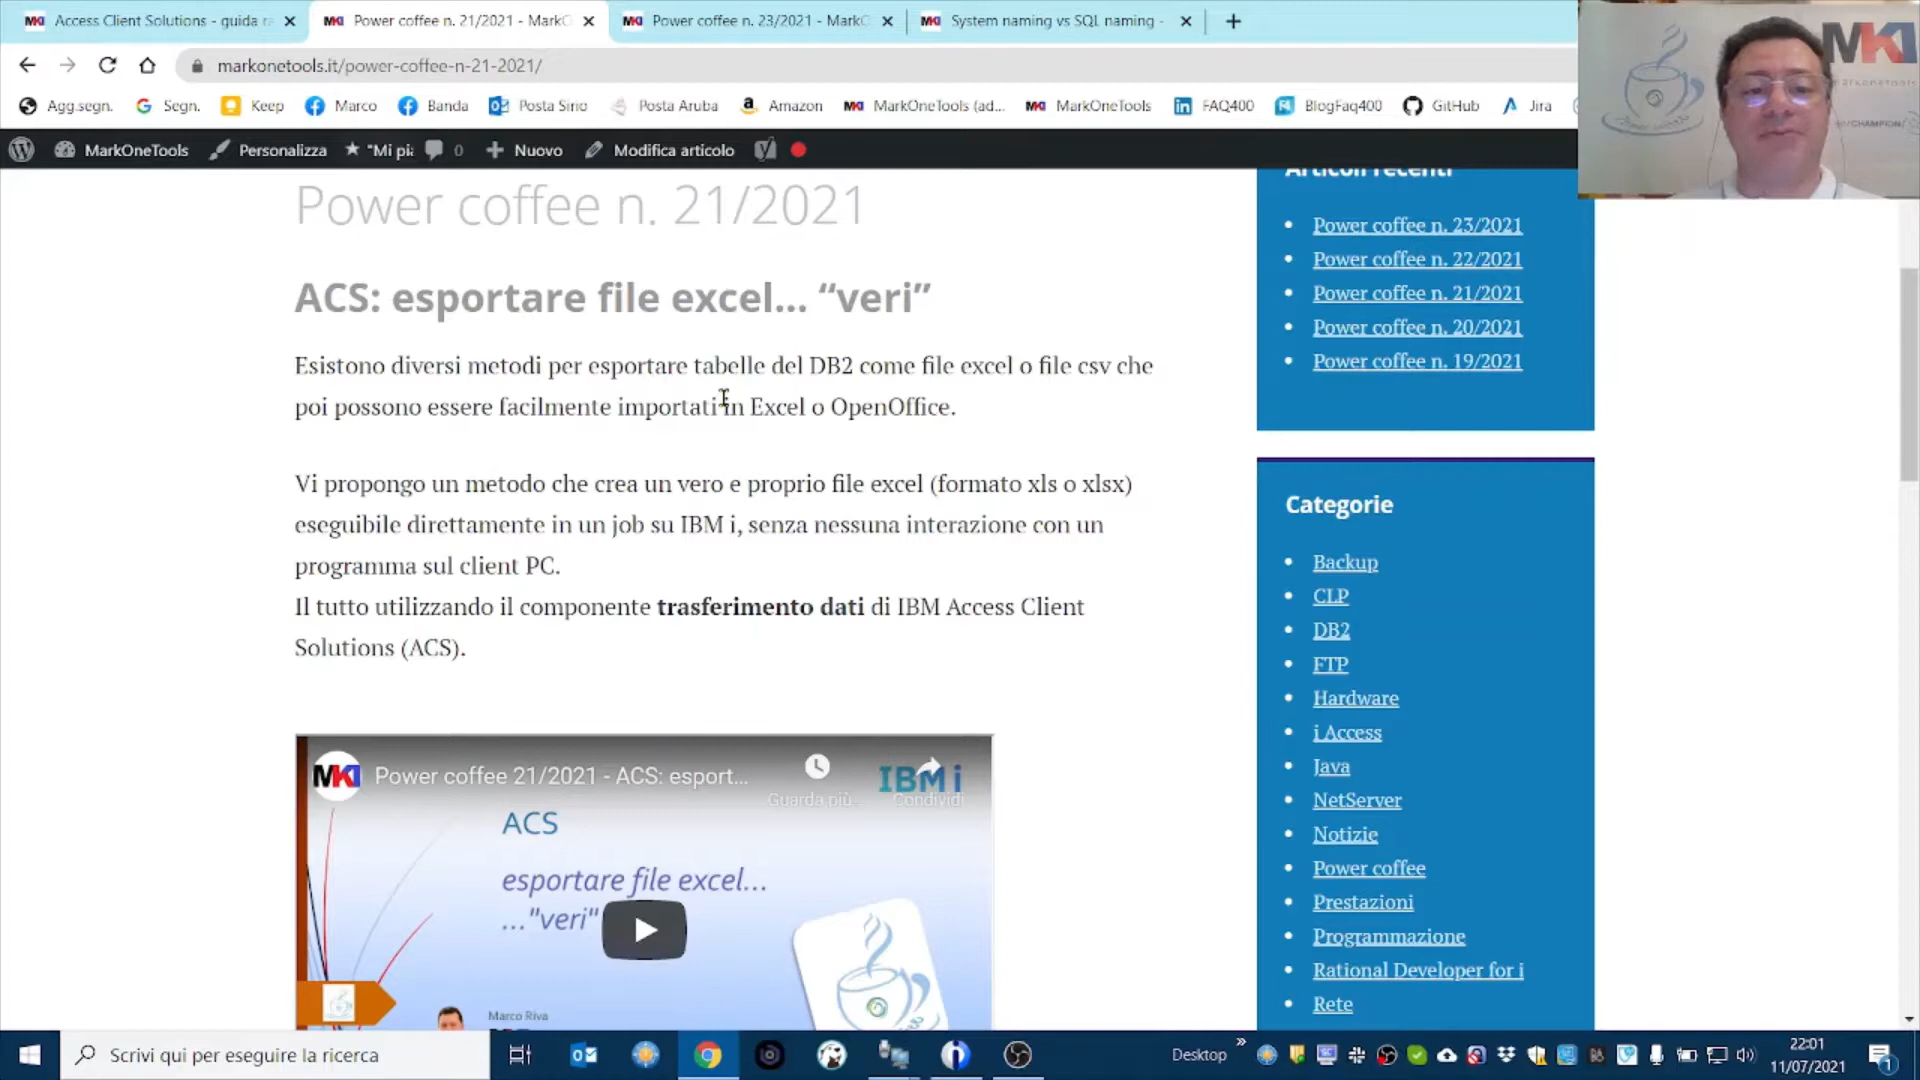 Access Client Solutions - guida ra
Power coffee n. 21/2021 - MarkO
Power coffee n. 23/2021 - MarkO
System naming vs SQL naming -
markonetools.it/power-coffee-n-21-2021/
Agg.segn.
Segn.
Keep
Marco
Banda
Posta Sirio
Posta Aruba
Amazon
MarkOneTools (ad...
MarkOneTools
FAQ400
BlogFaq400
GitHub
Jira
MarkOneTools
Personalizza
"Mi pia
0
Nuovo
Modifica articolo
Power coffee n. 21/2021
ACS: esportare file excel… “veri”
Esistono diversi metodi per esportare tabelle del DB2 come file excel o file csv che
poi possono essere facilmente importati in Excel o OpenOffice.
Vi propongo un metodo che crea un vero e proprio file excel (formato xls o xlsx)
eseguibile direttamente in un job su IBM i, senza nessuna interazione con un
programma sul client PC.
Il tutto utilizzando il componente trasferimento dati di IBM Access Client
Solutions (ACS).
Power coffee 21/2021 - ACS: esport...
Guarda più...
IBM i
Condividi
ACS
esportare file excel...
..."veri"
Marco Riva
Articoli recenti
Power coffee n. 23/2021
Power coffee n. 22/2021
Power coffee n. 21/2021
Power coffee n. 20/2021
Power coffee n. 19/2021
Categorie
Backup
CLP
DB2
FTP
Hardware
i Access
Java
NetServer
Notizie
Power coffee
Prestazioni
Programmazione
Rational Developer for i
Rete
Scrivi qui per eseguire la ricerca
Desktop
22:01
11/07/2021
1